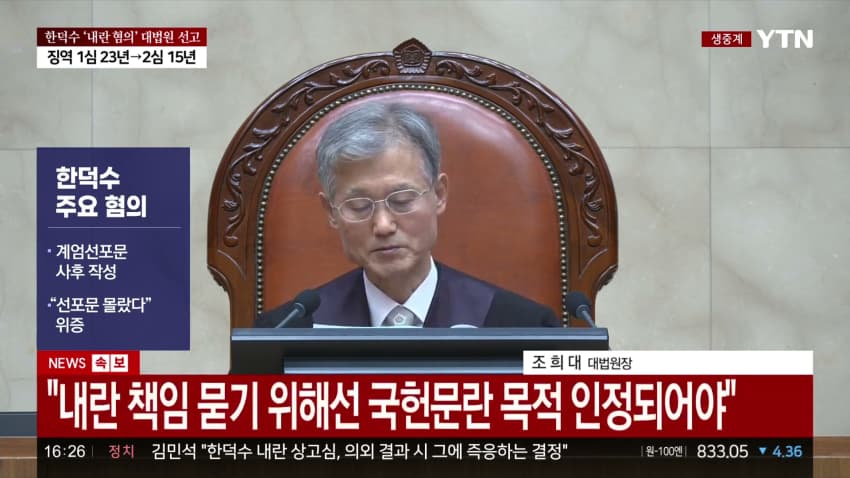 한덕수 '내란 혐의' 대법원 선고
징역 1심 23년→2심 15년
생중계 YTN
한덕수
주요 혐의
· 계엄선포문
사후 작성
· "선포문 몰랐다"
위증
NEWS 속보
조희대 대법원장
"내란 책임 묻기 위해선 국헌문란 목적 인정되어야"
16:26 정치 김민석 "한덕수 내란 상고심, 의외 결과 시 그에 즉응하는 결정" 원-100엔 833.05 ▼ 4.36